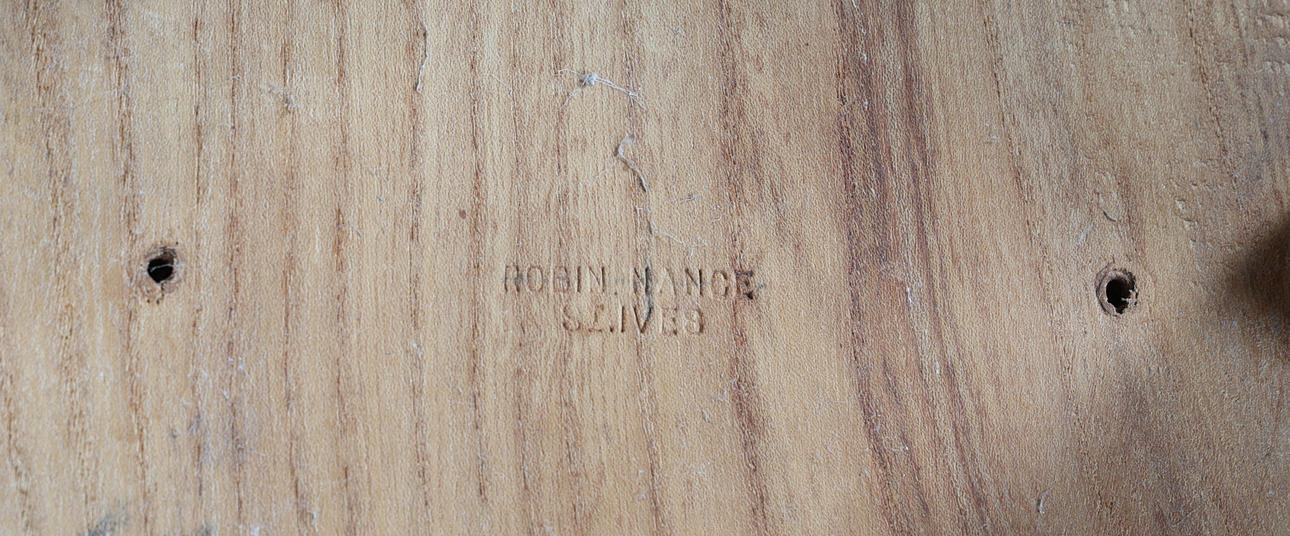 ROBIN. NANCE
ST. IVES